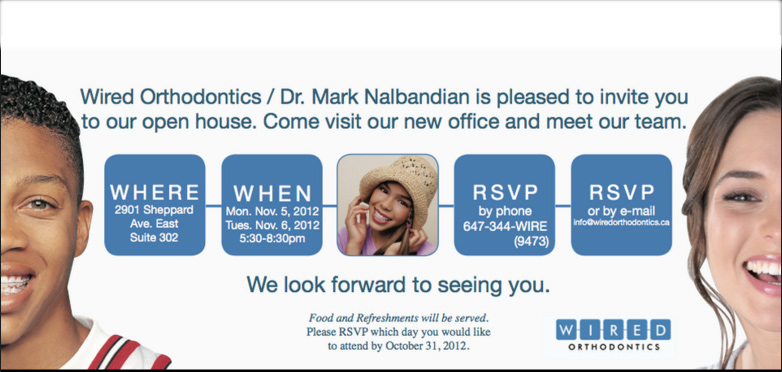 Wired Orthodontics / Dr. Mark Nalbandian is pleased to invite you
to our open house. Come visit our new office and meet our team.
WHERE
2901 Sheppard
Ave. East
Suite 302
WHEN
Mon. Nov. 5, 2012
Tues. Nov. 6, 2012
5:30-8:30pm
RSVP
by phone
647-344-WIRE
(9473)
RSVP
or by e-mail
info@wiredorthodontics.ca
We look forward to seeing you.
Food and Refreshments will be served.
Please RSVP which day you would like
to attend by October 31, 2012.
WIRED
ORTHODONTICS